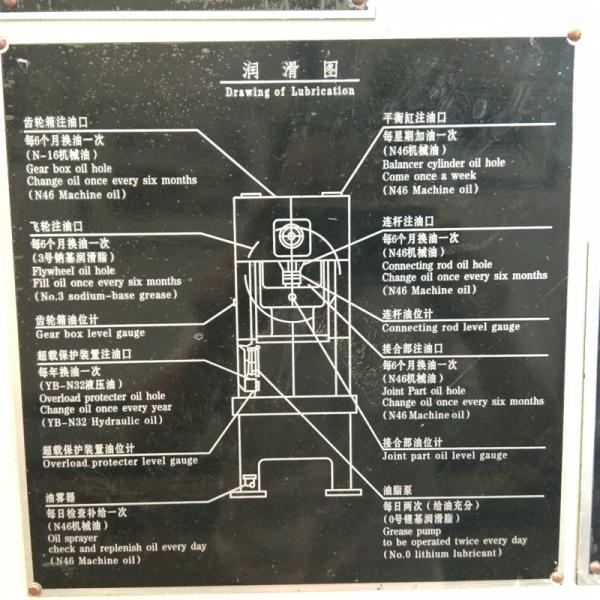 润滑图
Drawing of Lubrication
齿轮箱注油口
每6个月换油一次
(N-16机械油)
Gear box oil hole
Change oil once every six months
(N46 Machine oil)
飞轮注油口
每6个月换油一次
(3号钠基润滑脂)
Flywheel oil hole
Fill oil once every six months
(No.3 sodium-base grease)
齿轮箱油位计
Gear box level gauge
超载保护装置注油口
每年换油一次
(YB-N32液压油)
Overload protecter oil hole
Change oil once every year
(YB-N32 Hydraulic oil)
超载保护装置油位计
Overload protecter level gauge
油雾器
每日检查补给一次
(N46机械油)
Oil sprayer
check and replenish oil every day
(N46 Machine oil)
平衡缸注油口
每星期加油一次
(N46机械油)
Balancer cylinder oil hole
Come once a week
(N46 Machine oil)
连杆注油口
每6个月换油一次
(N46机械油)
Connecting rod oil hole
Change oil once every six months
(N46 Machine oil)
连杆油位计
Connecting rod level gauge
接合部注油口
每6个月换油一次
(N46机械油)
Joint Part oil hole
Change oil once every six months
(N46 Machine oil)
接合部油位计
Joint part oil level gauge
油脂泵
每日两次（给油充分）
(0号锂基润滑脂)
Grease pump
to be operated twice every day
(No.0 lithium lubricant)